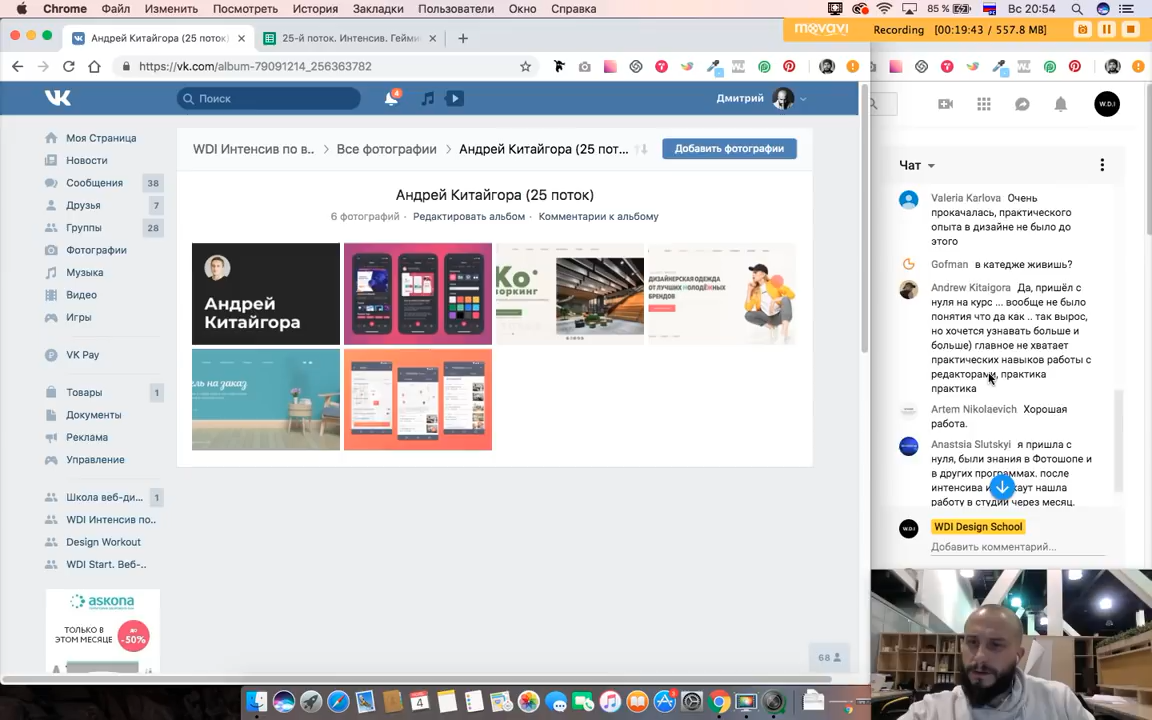 Chrome Файл Изменить Посмотреть История Закладки Пользователи Окно Справка
85 % Вс 20:54
movavi Recording (00:19:43 / 557.8 MB)
Андрей Китайгора (25 поток)
25-й поток. Интенсив. Гейми
https://vk.com/album-79091214_256363782
Поиск
4
Дмитрий
W.D.I
Моя Страница
Новости
Сообщения 38
Друзья 7
Группы 28
Фотографии
Музыка
Видео
Игры
VK Pay
Товары 1
Документы
Реклама
Управление
Школа веб-ди... 1
WDI Интенсив по..
Design Workout
WDI Start. Веб-..
askona
ТОЛЬКО В
ЭТОМ МЕСЯЦЕ
ДО
-50%
WDI Интенсив по в.. Все фотографии Андрей Китайгора (25 пот...
Добавить фотографии
Андрей Китайгора (25 поток)
6 фотографий · Редактировать альбом · Комментарии к альбому
Андрей
Китайгора
Ко
воркинг
ДИЗАЙНЕРСКАЯ ОДЕЖДА
ОТ ЛУЧШИХ МОЛОДЁЖНЫХ
БРЕНДОВ
ель на заказ
68
Чат
Valeria Karlova Очень
прокачалась, практического
опыта в дизайне не было до
этого
Gofman в катедже живишь?
Andrew Kitaigora Да, пришёл с
нуля на курс ... вообще не было
понятия что да как .. так вырос,
но хочется узнавать больше и
больше) главное не хватает
практических навыков работы с
редакторами, практика
практика
Artem Nikolaevich Хорошая
работа.
Anastsia Slutskyi я пришла с
нуля, были знания в Фотошопе и
в других программах. после
интенсива и каут нашла
работу в студии через месяц.
WDI Design School
Добавить комментарий...
4